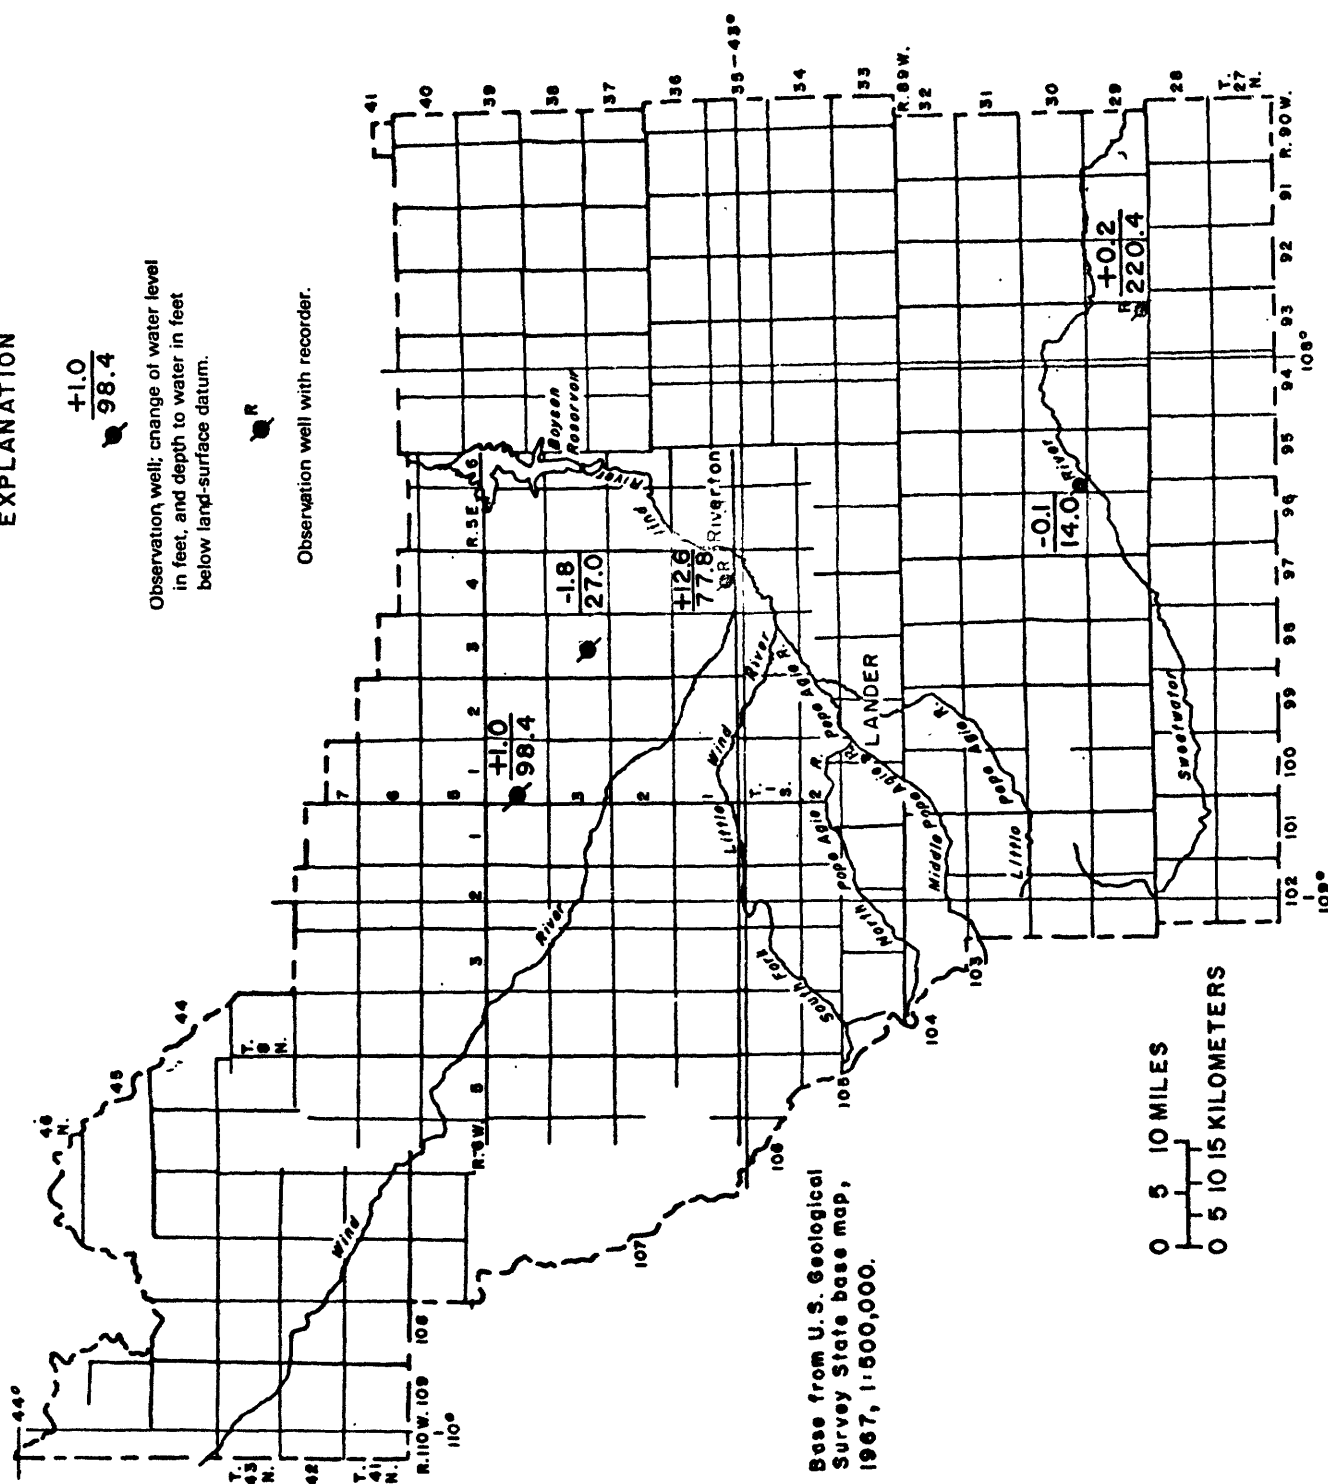 EXPLANATION
+1.0
98.4
Observation well; change of water level
in feet, and depth to water in feet
below land-surface datum.
R
Observation well with recorder.
44°
T.
43
N.
42
T.
41
N.
R.110W.
109
108
110°
46
N.
45
44
T.
8
N.
107
106
105
104
103
R.6W.
5
3
2
1
1
2
3
4
R.5E.
6
7
6
5
3
2
1
T.
S.
2
41
40
39
38
37
36
35-43°
34
33
R.89W.
32
31
30
29
28
T.
27
N.
102
101
100
99
98
97
96
95
94
93
92
91
R.90W.
109°
108°
Wind
River
Boysen
Reservoir
River
Riverton
+1.0
98.4
-1.8
27.0
+12.6
77.8
R
-0.1
14.0
+0.2
220.4
R
Little
Wind
River
South Fork
North
Popo Agie
R.
Popo Agie R.
Middle
Popo Agie R.
LANDER
Little
Popo Agie
R.
Sweetwater
River
Base from U.S. Geological
Survey State base map,
1967, 1:500,000.
0 5 10 MILES
0 5 10 15 KILOMETERS